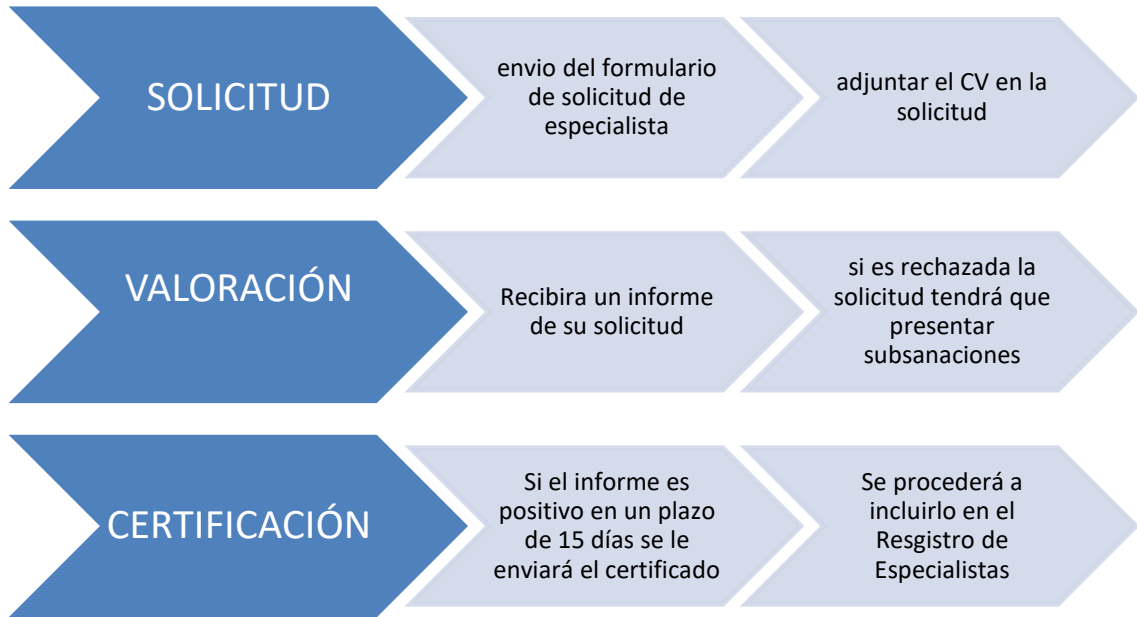 SOLICITUD
envio del formulario
de solicitud de
especialista
adjuntar el CV en la
solicitud
VALORACIÓN
Recibira un informe
de su solicitud
si es rechazada la
solicitud tendrá que
presentar
subsanaciones
CERTIFICACIÓN
Si el informe es
positivo en un plazo
de 15 días se le
enviará el certificado
Se procederá a
incluirlo en el
Resgistro de
Especialistas